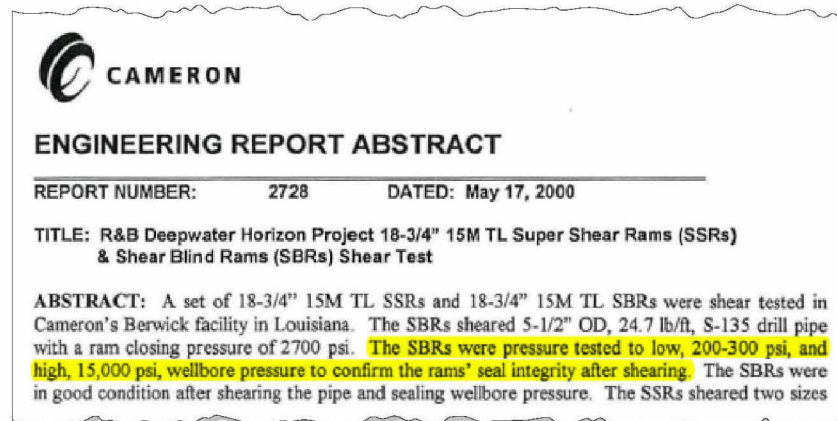 CAMERON
ENGINEERING REPORT ABSTRACT
REPORT NUMBER: 2728 DATED: May 17, 2000
TITLE: R&B Deepwater Horizon Project 18-3/4" 15M TL Super Shear Rams (SSRs)
& Shear Blind Rams (SBRs) Shear Test
ABSTRACT: A set of 18-3/4" 15M TL SSRs and 18-3/4" 15M TL SBRs were shear tested in
Cameron's Berwick facility in Louisiana. The SBRs sheared 5-1/2" OD, 24.7 lb/ft, S-135 drill pipe
with a ram closing pressure of 2700 psi. The SBRs were pressure tested to low, 200-300 psi, and
high, 15,000 psi, wellbore pressure to confirm the rams' seal integrity after shearing. The SBRs were
in good condition after shearing the pipe and sealing wellbore pressure. The SSRs sheared two sizes